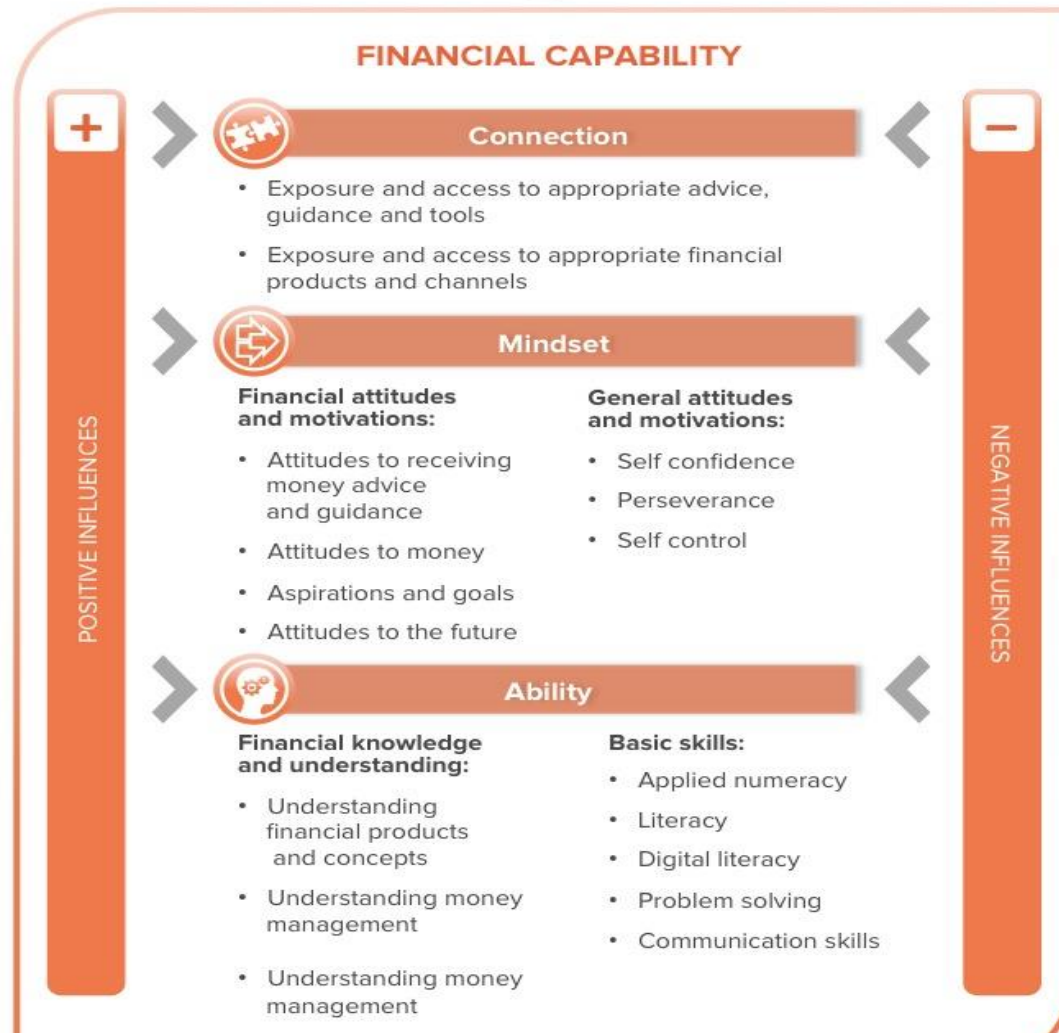 FINANCIAL CAPABILITY
+
−
Connection
• Exposure and access to appropriate advice,
guidance and tools
• Exposure and access to appropriate financial
products and channels
Mindset
Financial attitudes
and motivations:
• Attitudes to receiving
money advice
and guidance
• Attitudes to money
• Aspirations and goals
• Attitudes to the future
General attitudes
and motivations:
• Self confidence
• Perseverance
• Self control
Ability
Financial knowledge
and understanding:
• Understanding
financial products
and concepts
• Understanding money
management
• Understanding money
management
Basic skills:
• Applied numeracy
• Literacy
• Digital literacy
• Problem solving
• Communication skills
POSITIVE INFLUENCES
NEGATIVE INFLUENCES